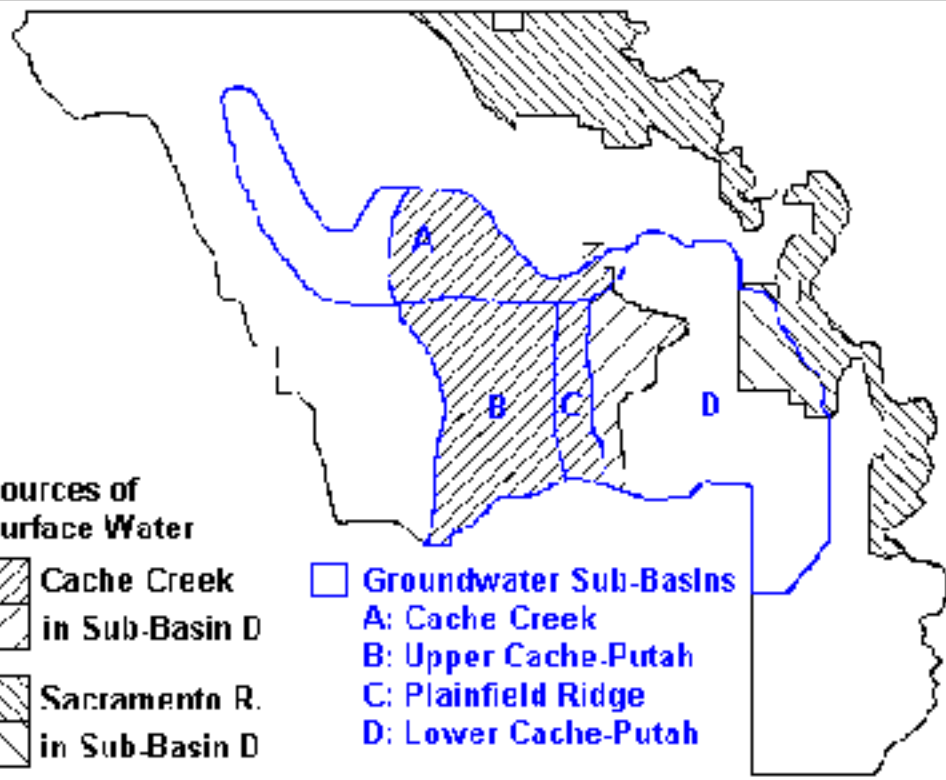 A
B
C
D
ources of
urface Water
Cache Creek
in Sub-Basin D
Sacramento R.
in Sub-Basin D
Groundwater Sub-Basins
A: Cache Creek
B: Upper Cache-Putah
C: Plainfield Ridge
D: Lower Cache-Putah